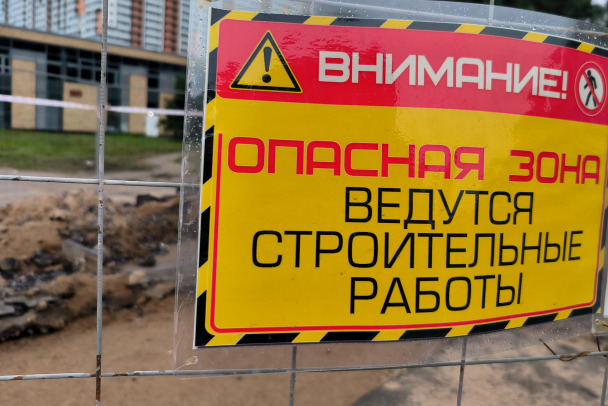 ВНИМАНИЕ!
ОПАСНАЯ ЗОНА
ВЕДУТСЯ
СТРОИТЕЛЬНЫЕ
РАБОТЫ